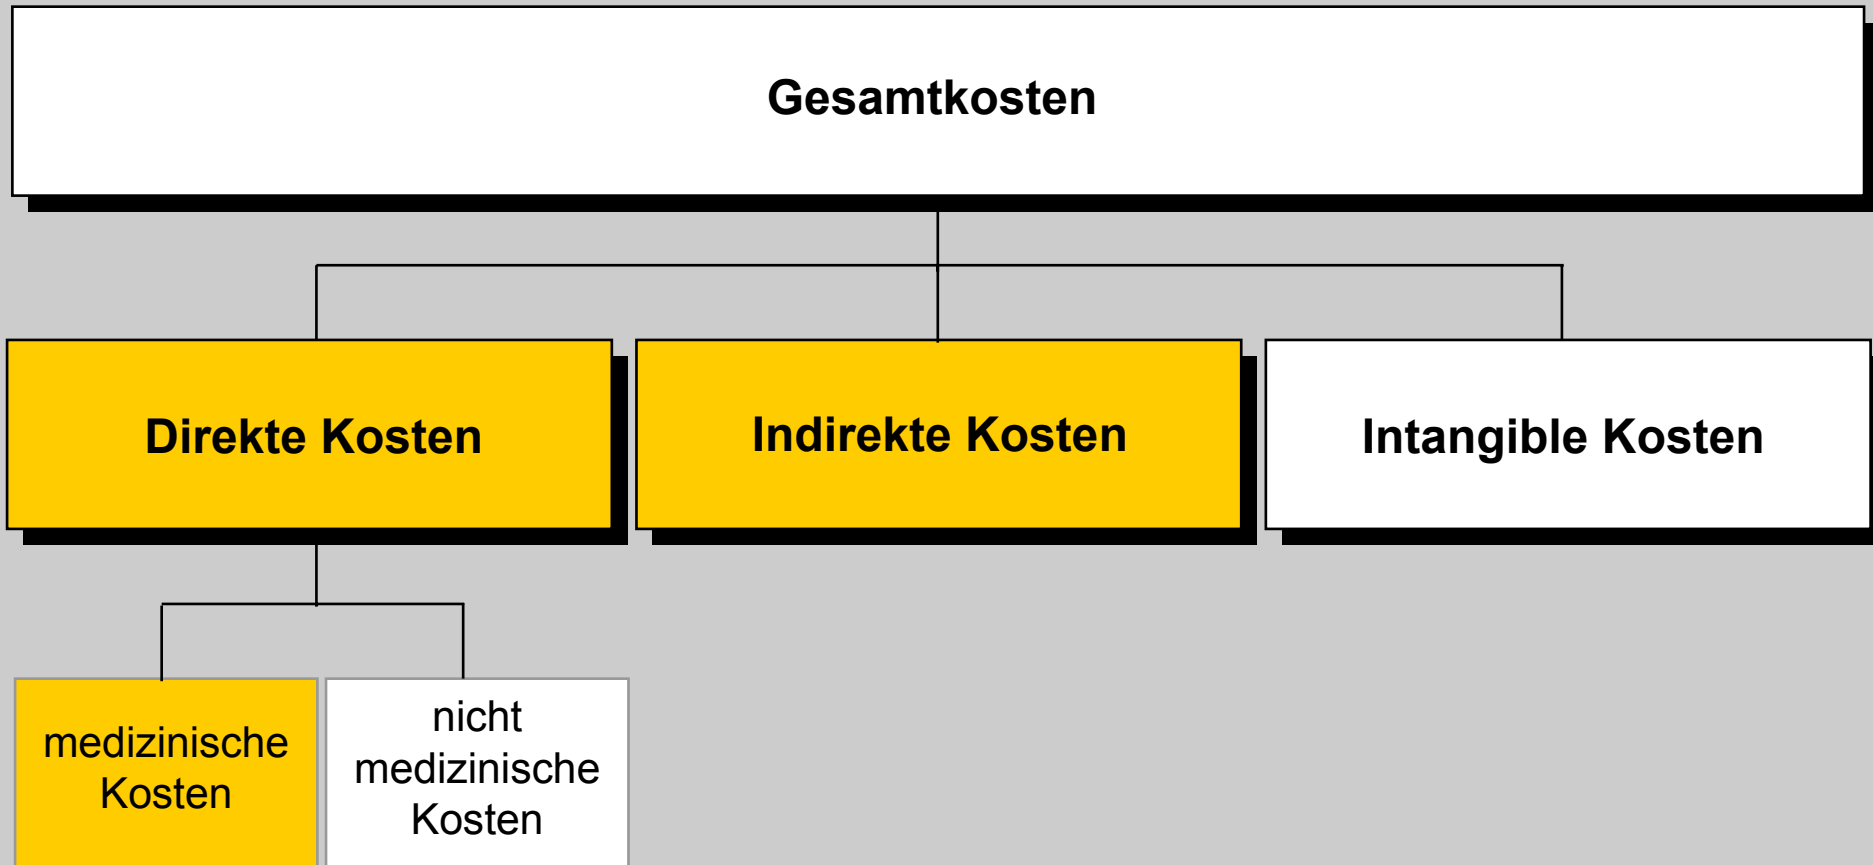 Gesamtkosten
Direkte Kosten
Indirekte Kosten
Intangible Kosten
medizinische
Kosten
nicht
medizinische
Kosten